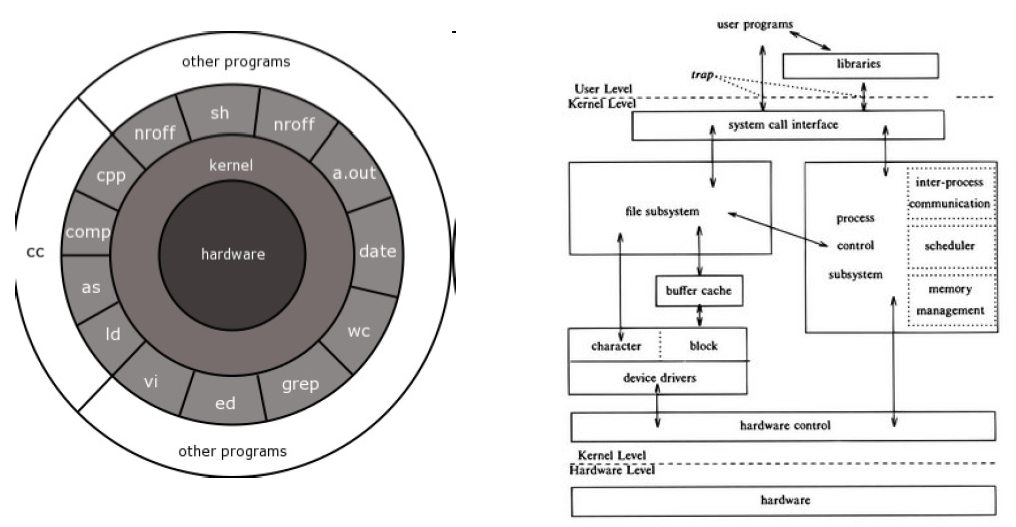 other programs
nroff
sh
nroff
cpp
kernel
a.out
comp
cc
hardware
date
as
ld
wc
vi
ed
grep
other programs
user programs
libraries
trap
User Level
Kernel Level
system call interface
file subsystem
process
control
subsystem
inter-process
communication
scheduler
memory
management
buffer cache
character
block
device drivers
hardware control
Kernel Level
Hardware Level
hardware